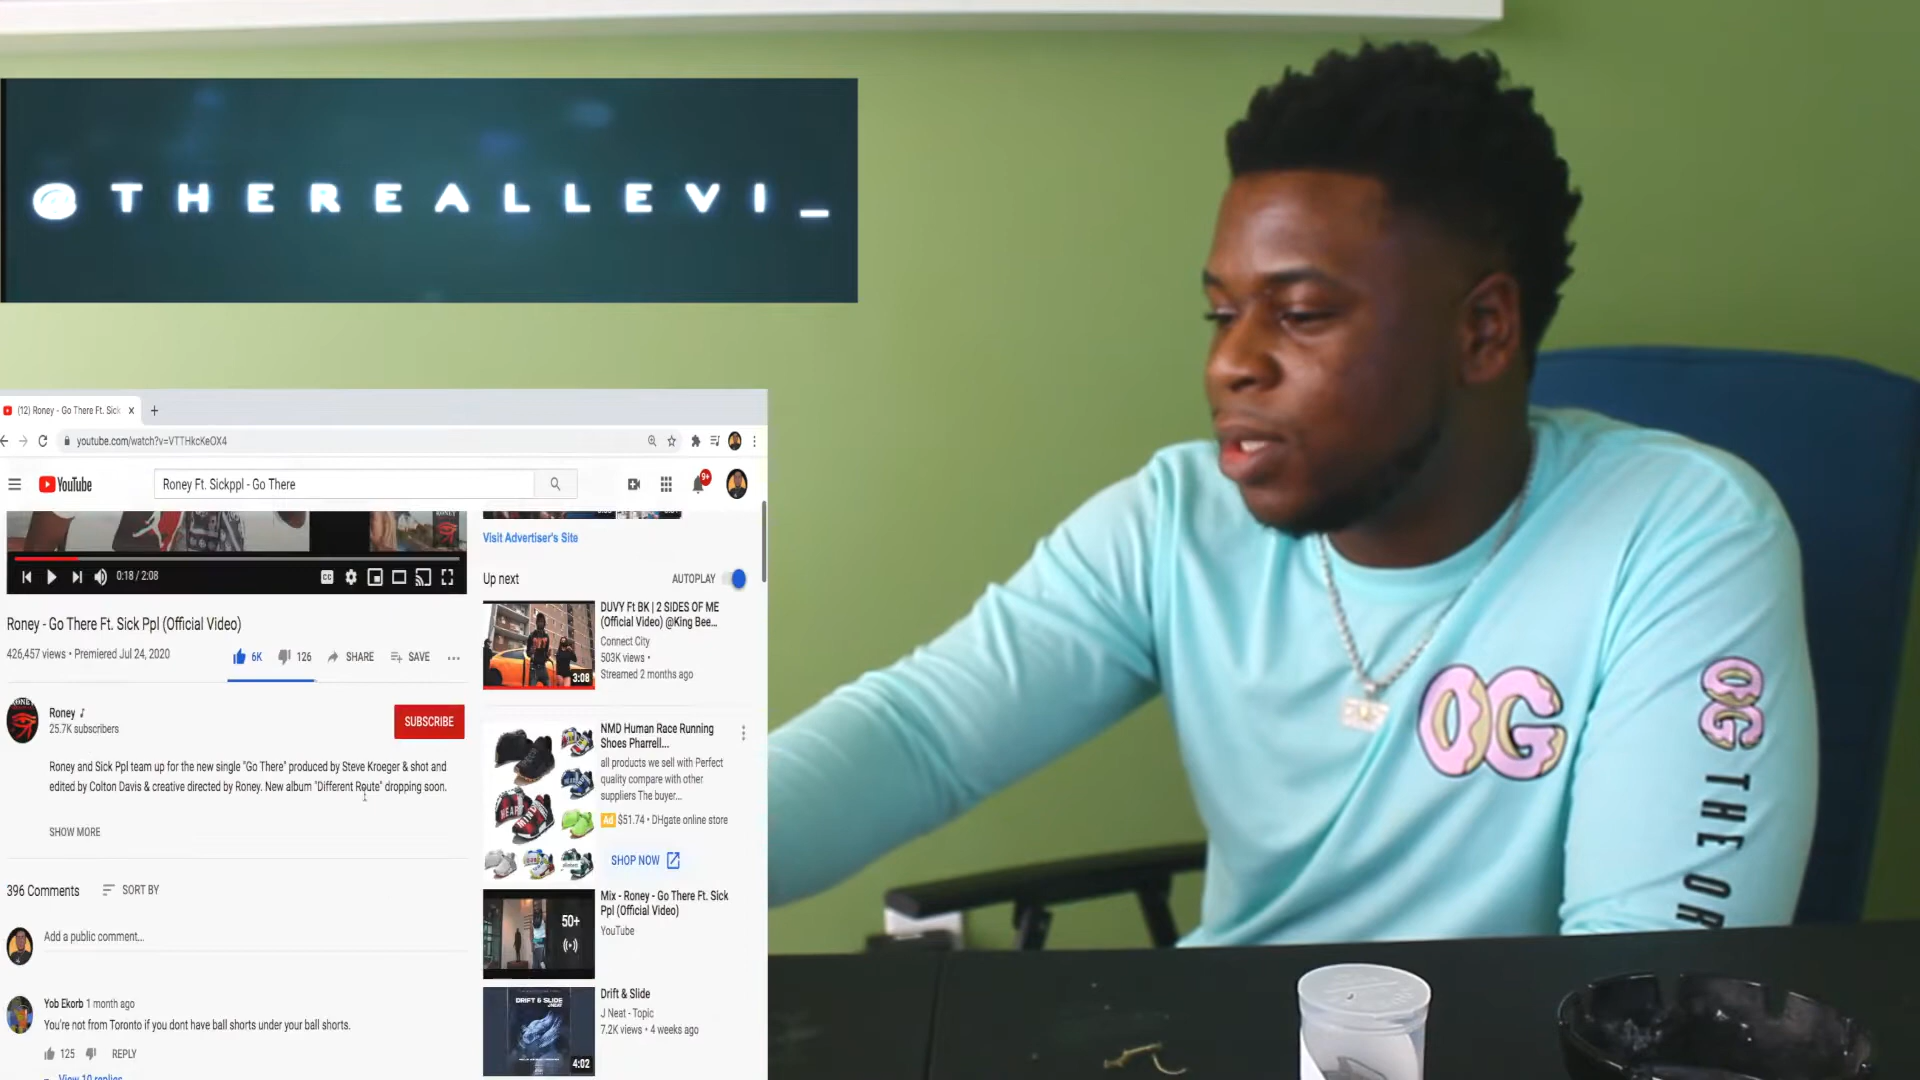 @THEREALLEVI_
(12) Roney - Go There Ft. Sick
youtube.com/watch?v=VTTHkcKeOX4
YouTube
Roney Ft. Sickppl - Go There
9+
Visit Advertiser's Site
Up next
AUTOPLAY
0:18 / 2:08
Roney - Go There Ft. Sick Ppl (Official Video)
426,457 views • Premiered Jul 24, 2020
6K
126
SHARE
SAVE
Roney
25.7K subscribers
SUBSCRIBE
Roney and Sick Ppl team up for the new single "Go There" produced by Steve Kroeger & shot and
edited by Colton Davis & creative directed by Roney. New album "Different Route" dropping soon.
SHOW MORE
396 Comments
SORT BY
Add a public comment...
Yob Ekorb 1 month ago
You're not from Toronto if you dont have ball shorts under your ball shorts.
125
REPLY
View 10 replies
DUVY Ft BK | 2 SIDES OF ME
(Official Video) @King Bee...
Connect City
503K views •
Streamed 2 months ago
3:08
NMD Human Race Running
Shoes Pharrell...
all products we sell with Perfect
quality compare with other
suppliers The buyer...
Ad $51.74 • DHgate online store
SHOP NOW
Mix - Roney - Go There Ft. Sick
Ppl (Official Video)
YouTube
50+
Drift & Slide
J Neat - Topic
7.2K views • 4 weeks ago
DRIFT & SLIDE
4:02
OG
OG THE OR